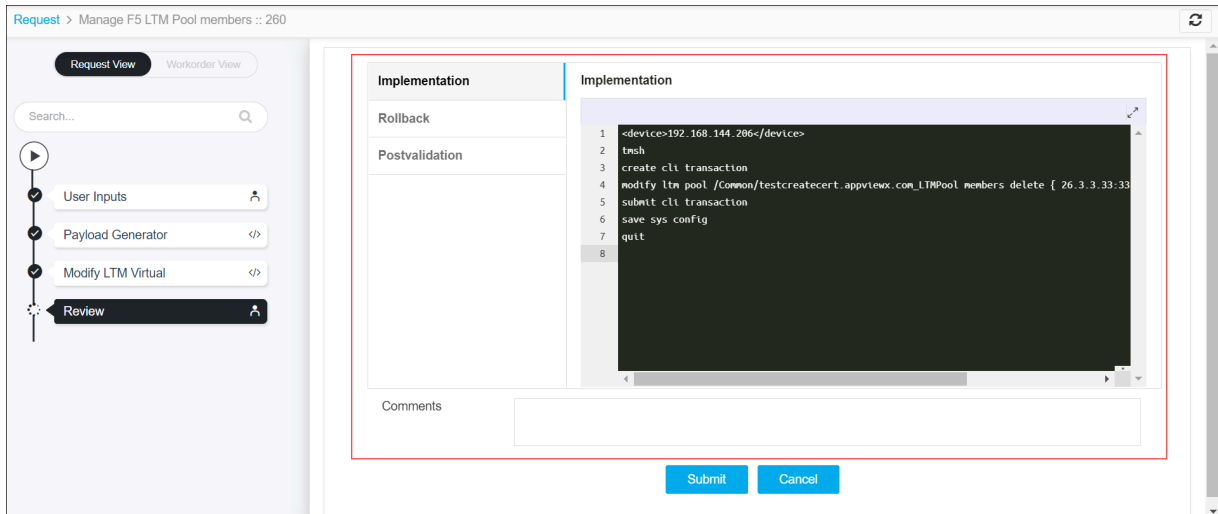 Request > Manage F5 LTM Pool members :: 260
Request View Workorder View
Search...
User Inputs
Payload Generator </>
Modify LTM Virtual </>
Review
Implementation
Rollback
Postvalidation
Implementation
1 <device>192.168.144.206</device>
2 tmsh
3 create cli transaction
4 modify ltm pool /Common/testcreatecert.appviewx.com_LTMPool members delete { 26.3.3.33:33
5 submit cli transaction
6 save sys config
7 quit
8
Comments
Submit Cancel